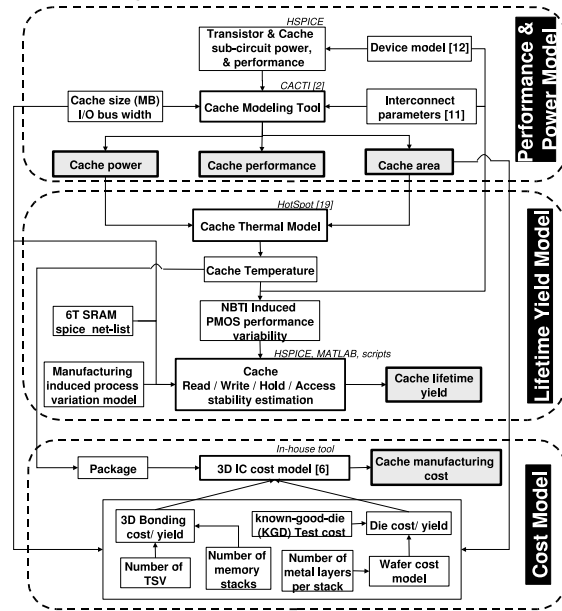 HSPICE
Transistor & Cache
sub-circuit power,
& performance
Device model [12]
CACTI [2]
Cache size (MB)
I/O bus width
Cache Modeling Tool
Interconnect
parameters [11]
Cache power
Cache performance
Cache area
Performance &
Power Model
HotSpot [19]
Cache Thermal Model
Cache Temperature
6T SRAM
spice net-list
NBTI Induced
PMOS performance
variability
HSPICE, MATLAB, scripts
Manufacturing
induced process
variation model
Cache
Read / Write / Hold / Access
stability estimation
Cache lifetime
yield
Lifetime Yield Model
In-house tool
Package
3D IC cost model [6]
Cache manufacturing
cost
3D Bonding
cost/ yield
known-good-die
(KGD) Test cost
Die cost/ yield
Number of
TSV
Number of
memory
stacks
Number of
metal layers
per stack
Wafer cost
model
Cost Model